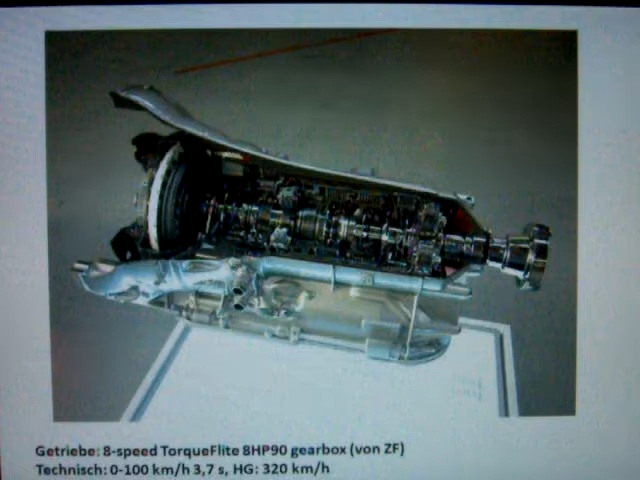 Getriebe: 8-speed TorqueFlite 8HP90 gearbox (von ZF)
Technisch: 0-100 km/h 3,7 s, HG: 320 km/h